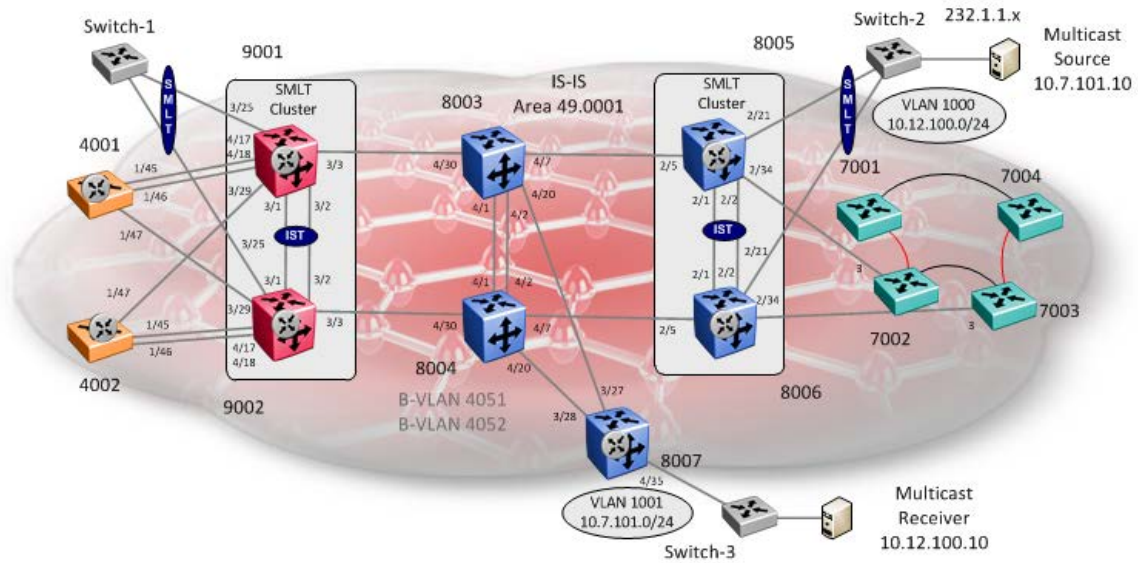 Switch-1
9001
SMLT
Cluster
SMLT
3/25
4/17
4/18
3/29
3/1
3/2
3/3
4001
1/45
1/46
1/47
IST
3/25
3/1
3/2
3/29
3/3
4/17
4/18
1/47
1/45
1/46
4002
9002
IS-IS
Area 49.0001
8003
4/30
4/7
4/20
4/1
4/2
4/1
4/2
4/30
4/7
4/20
8004
B-VLAN 4051
B-VLAN 4052
8005
SMLT
Cluster
2/21
2/5
2/34
2/1
2/2
IST
2/21
2/1
2/2
2/34
2/5
8006
Switch-2
232.1.1.x
Multicast
Source
10.7.101.10
SMLT
VLAN 1000
10.12.100.0/24
7001
7004
3
7002
3
7003
3/27
3/28
8007
4/35
VLAN 1001
10.7.101.0/24
Switch-3
Multicast
Receiver
10.12.100.10